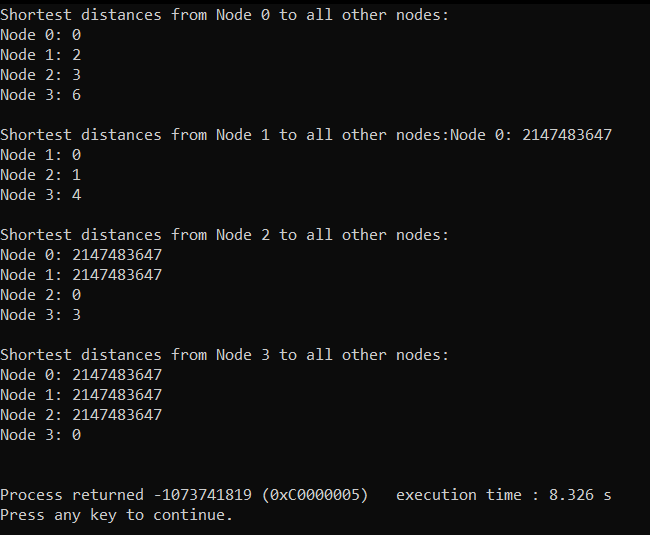 Shortest distances from Node 0 to all other nodes:
Node 0: 0
Node 1: 2
Node 2: 3
Node 3: 6
Shortest distances from Node 1 to all other nodes:Node 0: 2147483647
Node 1: 0
Node 2: 1
Node 3: 4
Shortest distances from Node 2 to all other nodes:
Node 0: 2147483647
Node 1: 2147483647
Node 2: 0
Node 3: 3
Shortest distances from Node 3 to all other nodes:
Node 0: 2147483647
Node 1: 2147483647
Node 2: 2147483647
Node 3: 0
Process returned -1073741819 (0xC0000005)   execution time : 8.326 s
Press any key to continue.